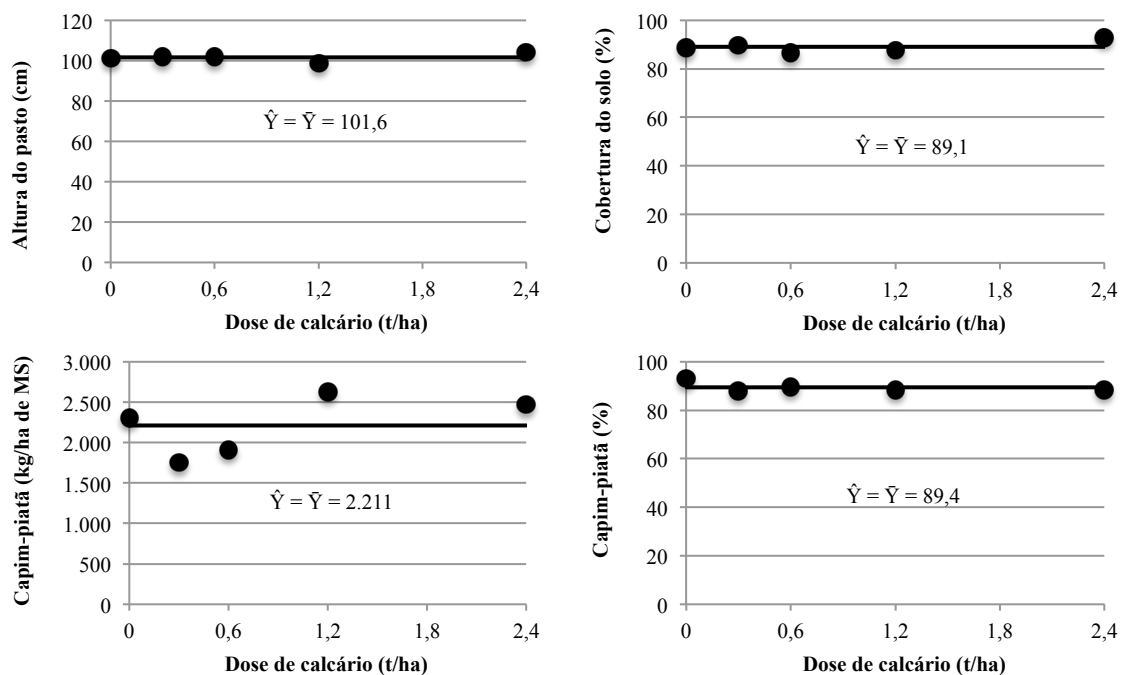 Altura do pasto (cm)
120
100
80
60
40
20
0
Ŷ = Ȳ = 101,6
0 0,6 1,2 1,8 2,4
Dose de calcário (t/ha)
Cobertura do solo (%)
100
80
60
40
20
0
Ŷ = Ȳ = 89,1
0 0,6 1,2 1,8 2,4
Dose de calcário (t/ha)
Capim-piatã (kg/ha de MS)
3.000
2.500
2.000
1.500
1.000
500
0
Ŷ = Ȳ = 2.211
0 0,6 1,2 1,8 2,4
Dose de calcário (t/ha)
Capim-piatã (%)
100
80
60
40
20
0
Ŷ = Ȳ = 89,4
0 0,6 1,2 1,8 2,4
Dose de calcário (t/ha)